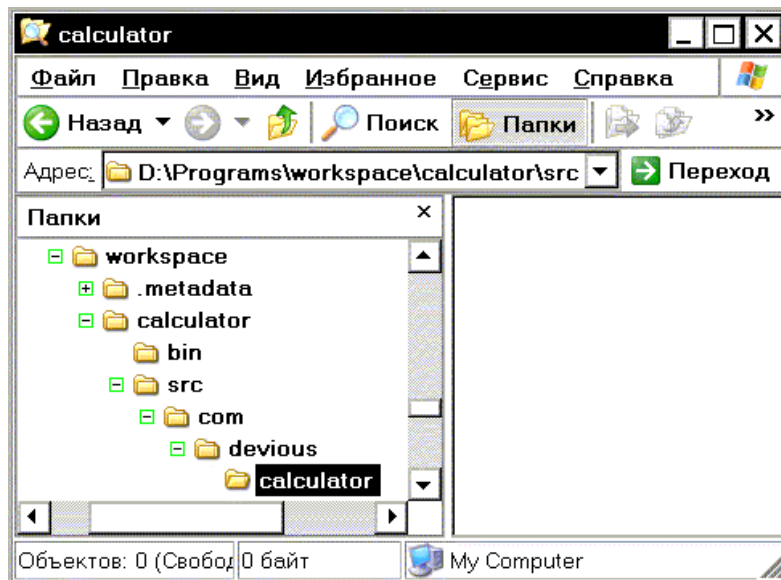 calculator
Файл Правка Вид Избранное Сервис Справка
Назад Поиск Папки »
Адрес: D:\Programs\workspace\calculator\src Переход
Папки
workspace
.metadata
calculator
bin
src
com
devious
calculator
Объектов: 0 (Свобод 0 байт My Computer